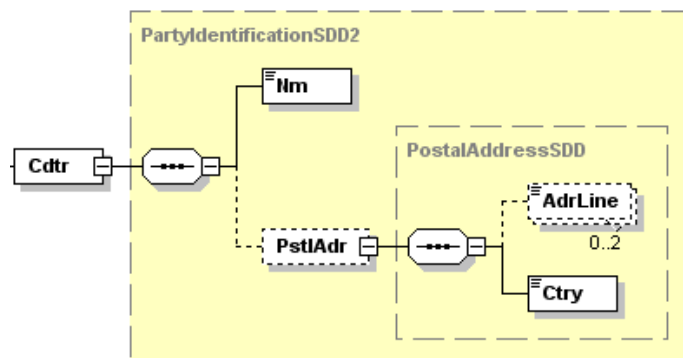 PartyIdentificationSDD2
Nm
Cdtr
PostalAddressSDD
AdrLine
0..2
PstlAdr
Ctry